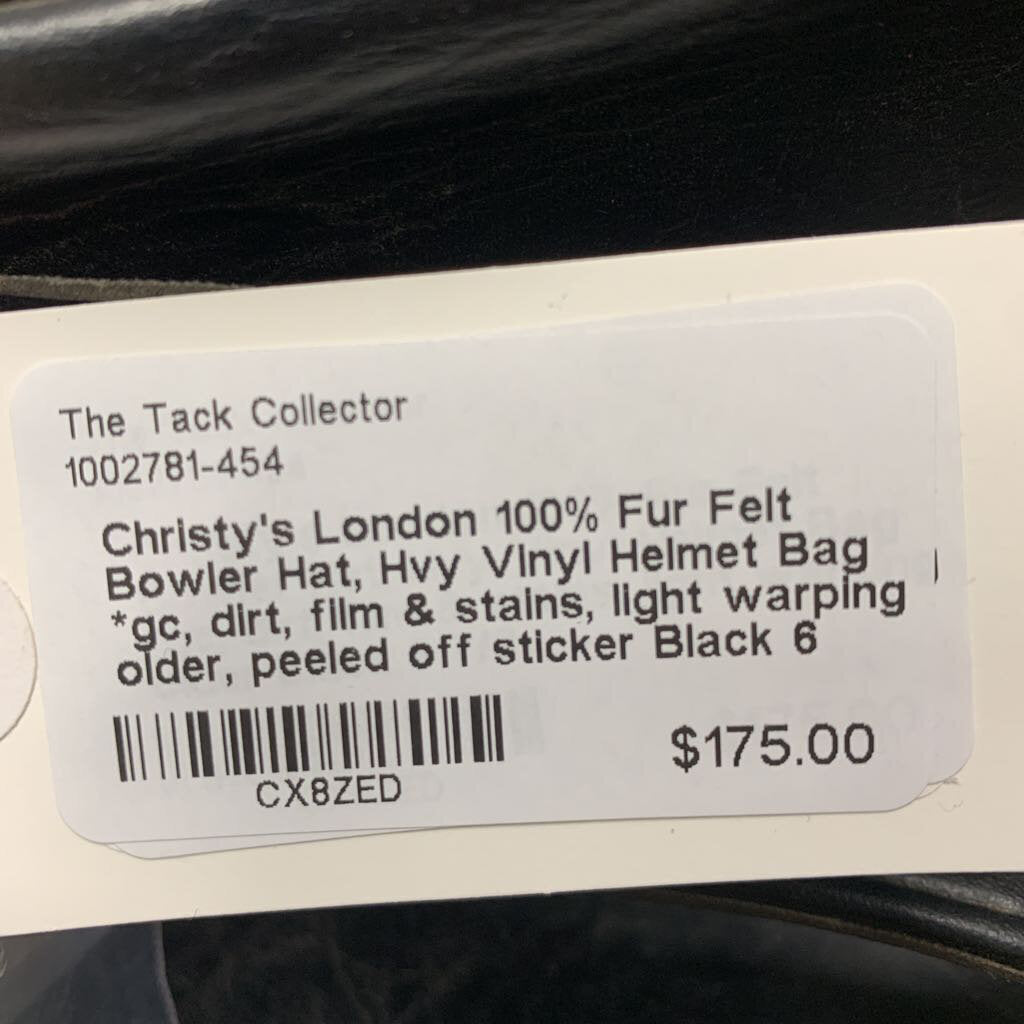 The Tack Collector
1002781-454
Christy's London 100% Fur Felt
Bowler Hat, Hvy Vinyl Helmet Bag
*gc, dirt, film & stains, light warping
older, peeled off sticker Black 6
CX8ZED
$175.00